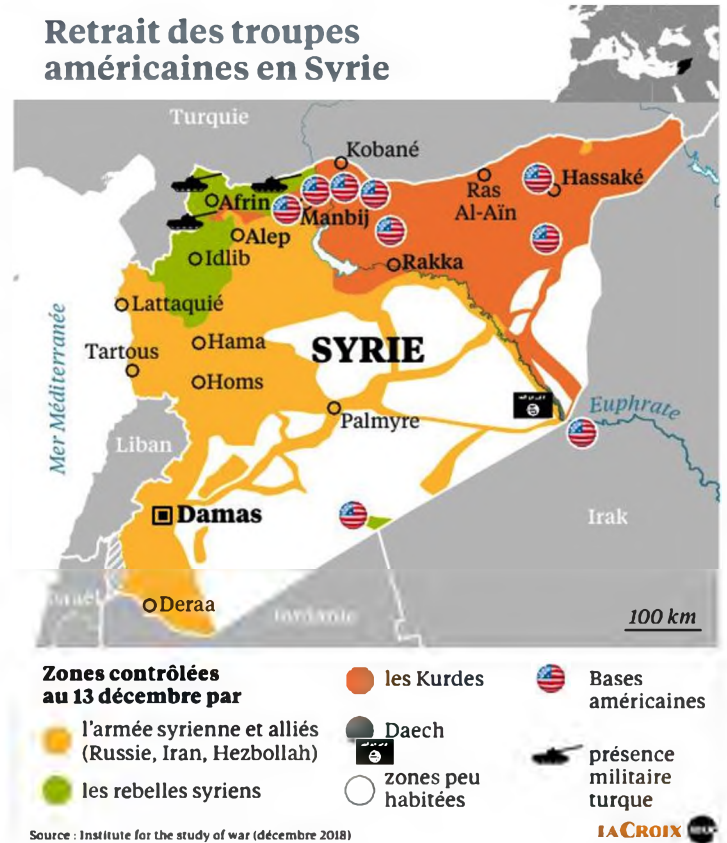 Retrait des troupes
américaines en Syrie
Turquie
Kobané
Ras
Al-Aïn
Hassaké
Afrin
Manbij
Alep
Idlib
Rakka
Lattaquié
Mer Méditerranée
Hama
SYRIE
Tartous
Homs
Palmyre
Euphrate
Liban
Damas
Irak
Israël
Deraa
Jordanie
100 km
Zones contrôlées
au 13 décembre par
l'armée syrienne et alliés
(Russie, Iran, Hezbollah)
les rebelles syriens
les Kurdes
Daech
zones peu
habitées
Bases
américaines
présence
militaire
turque
Source : Institute for the study of war (décembre 2018)
LACROIX